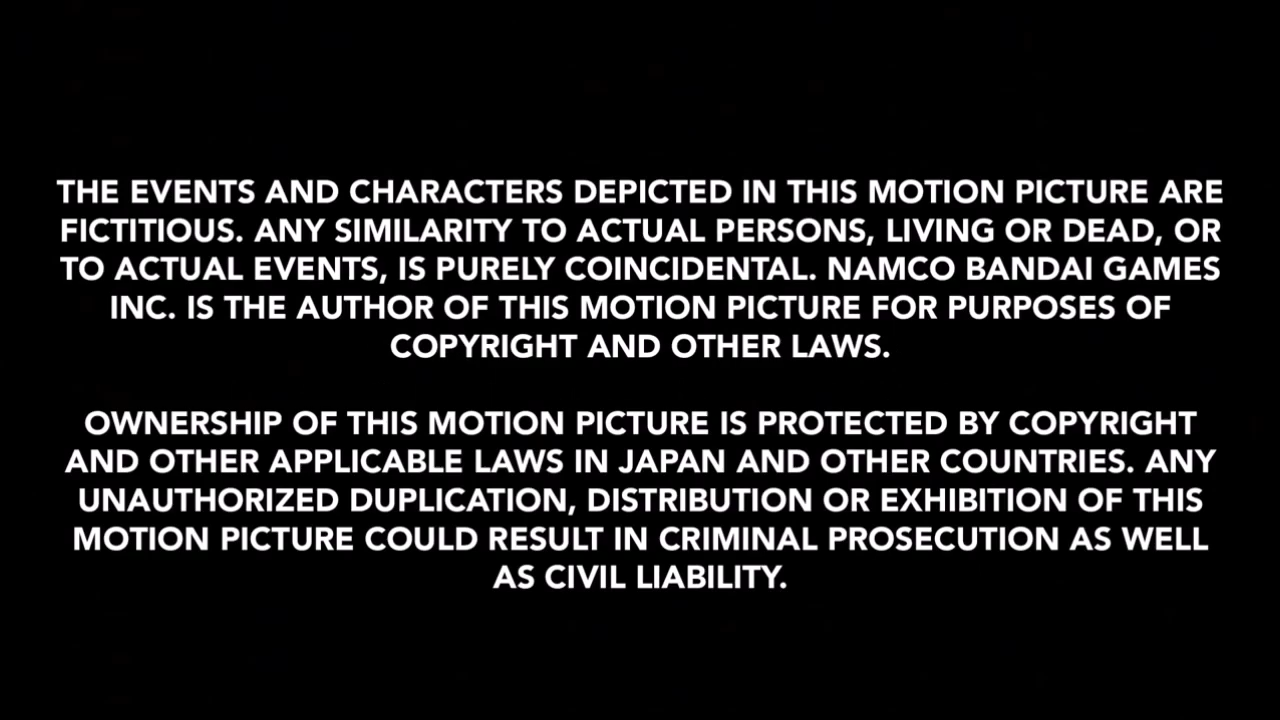 THE EVENTS AND CHARACTERS DEPICTED IN THIS MOTION PICTURE ARE
FICTITIOUS. ANY SIMILARITY TO ACTUAL PERSONS, LIVING OR DEAD, OR
TO ACTUAL EVENTS, IS PURELY COINCIDENTAL. NAMCO BANDAI GAMES
INC. IS THE AUTHOR OF THIS MOTION PICTURE FOR PURPOSES OF
COPYRIGHT AND OTHER LAWS.
OWNERSHIP OF THIS MOTION PICTURE IS PROTECTED BY COPYRIGHT
AND OTHER APPLICABLE LAWS IN JAPAN AND OTHER COUNTRIES. ANY
UNAUTHORIZED DUPLICATION, DISTRIBUTION OR EXHIBITION OF THIS
MOTION PICTURE COULD RESULT IN CRIMINAL PROSECUTION AS WELL
AS CIVIL LIABILITY.